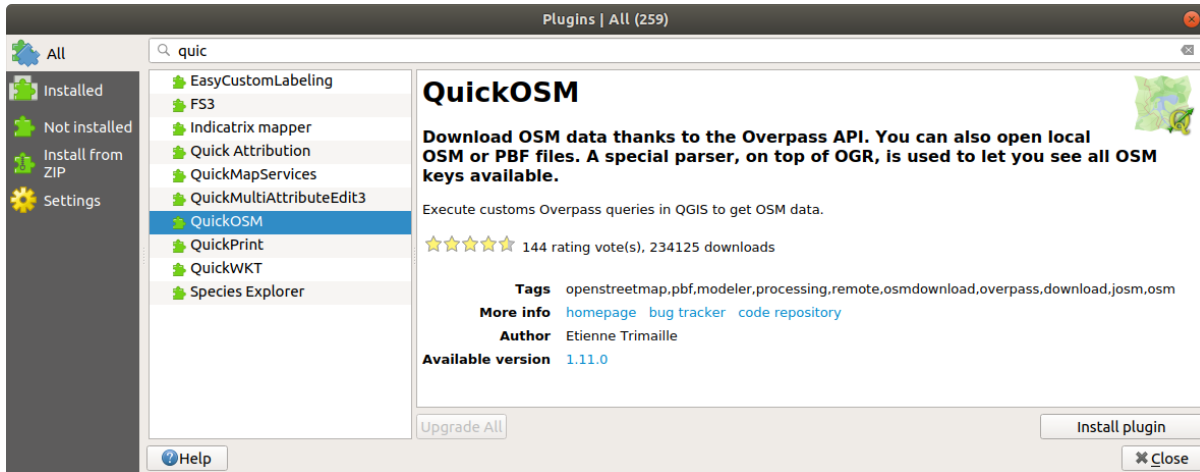 Plugins | All (259)
All
Installed
Not installed
Install from
ZIP
Settings
quic
EasyCustomLabeling
FS3
Indicatrix mapper
Quick Attribution
QuickMapServices
QuickMultiAttributeEdit3
QuickOSM
QuickPrint
QuickWKT
Species Explorer
QuickOSM
Download OSM data thanks to the Overpass API. You can also open local
OSM or PBF files. A special parser, on top of OGR, is used to let you see all OSM
keys available.
Execute customs Overpass queries in QGIS to get OSM data.
144 rating vote(s), 234125 downloads
Tags openstreetmap,pbf,modeler,processing,remote,osmdownload,overpass,download,josm,osm
More info homepage bug tracker code repository
Author Etienne Trimaille
Available version 1.11.0
Upgrade All
Install plugin
Help
Close